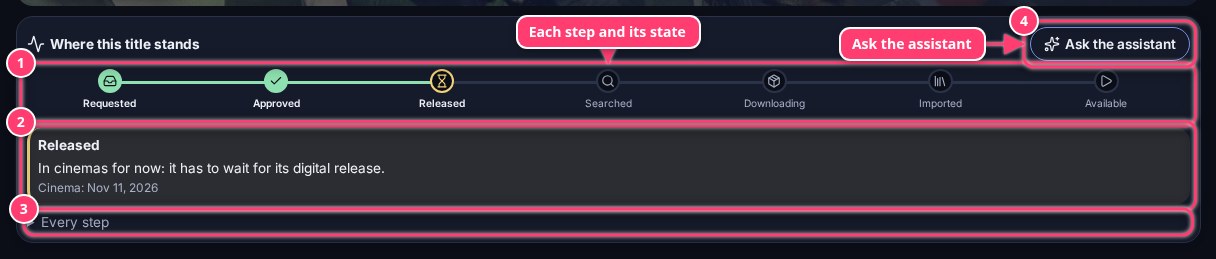 Each step and its state
4
Where this title stands
Ask the assistant
Ask the assistant
1
Requested
Approved
Released
Searched
Downloading
Imported
Available
2
Released
In cinemas for now: it has to wait for its digital release.
Cinema: Nov 11, 2026
3
Every step